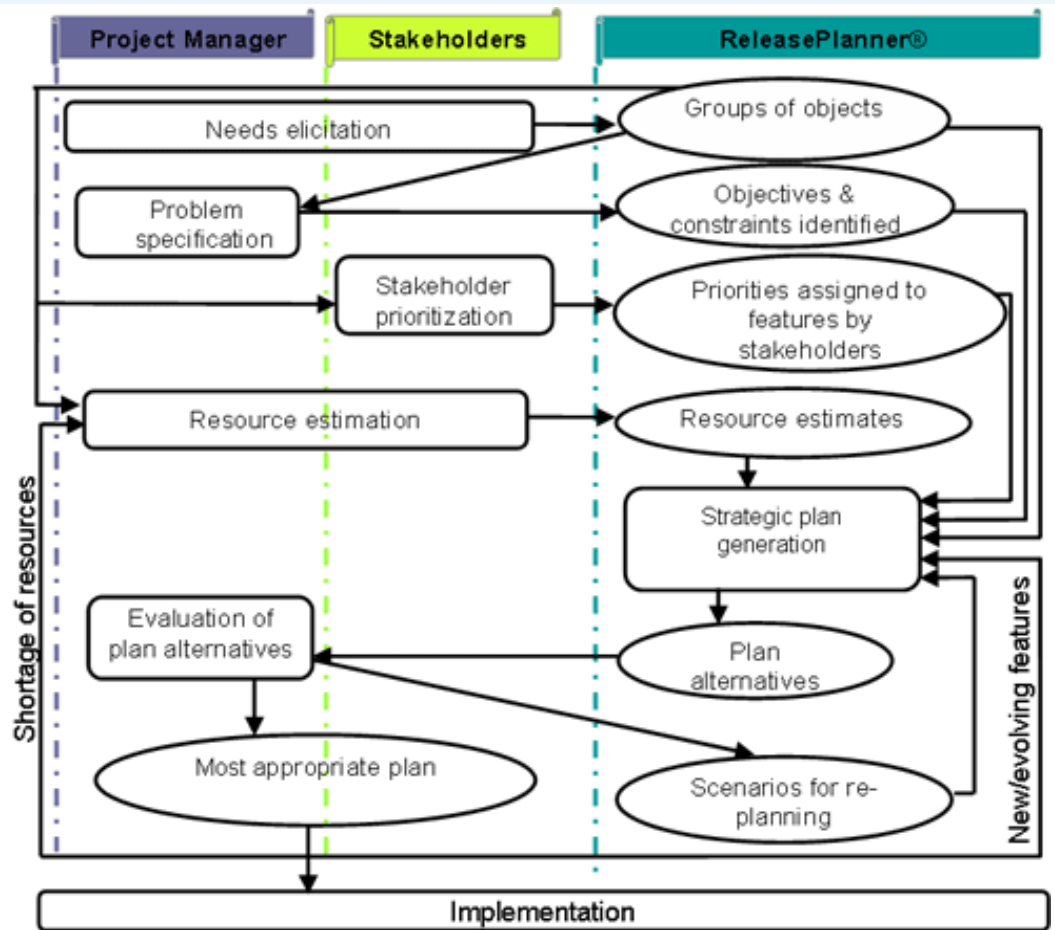 Project Manager
Stakeholders
ReleasePlanner®
Needs elicitation
Groups of objects
Problem
specification
Objectives &
constraints identified
Stakeholder
prioritization
Priorities assigned to
features by
stakeholders
Resource estimation
Resource estimates
Strategic plan
generation
Evaluation of
plan alternatives
Plan
alternatives
Most appropriate plan
Scenarios for re-
planning
Shortage of resources
New/evolving features
Implementation